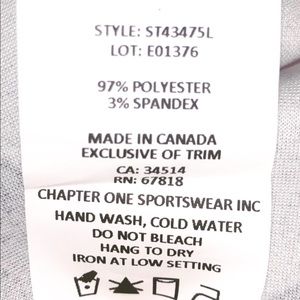 STYLE: ST43475L
LOT: E01376
97% POLYESTER
3% SPANDEX
MADE IN CANADA
EXCLUSIVE OF TRIM
CA: 34514
RN: 67818
CHAPTER ONE SPORTSWEAR INC
HAND WASH, COLD WATER
DO NOT BLEACH
HANG TO DRY
IRON AT LOW SETTING